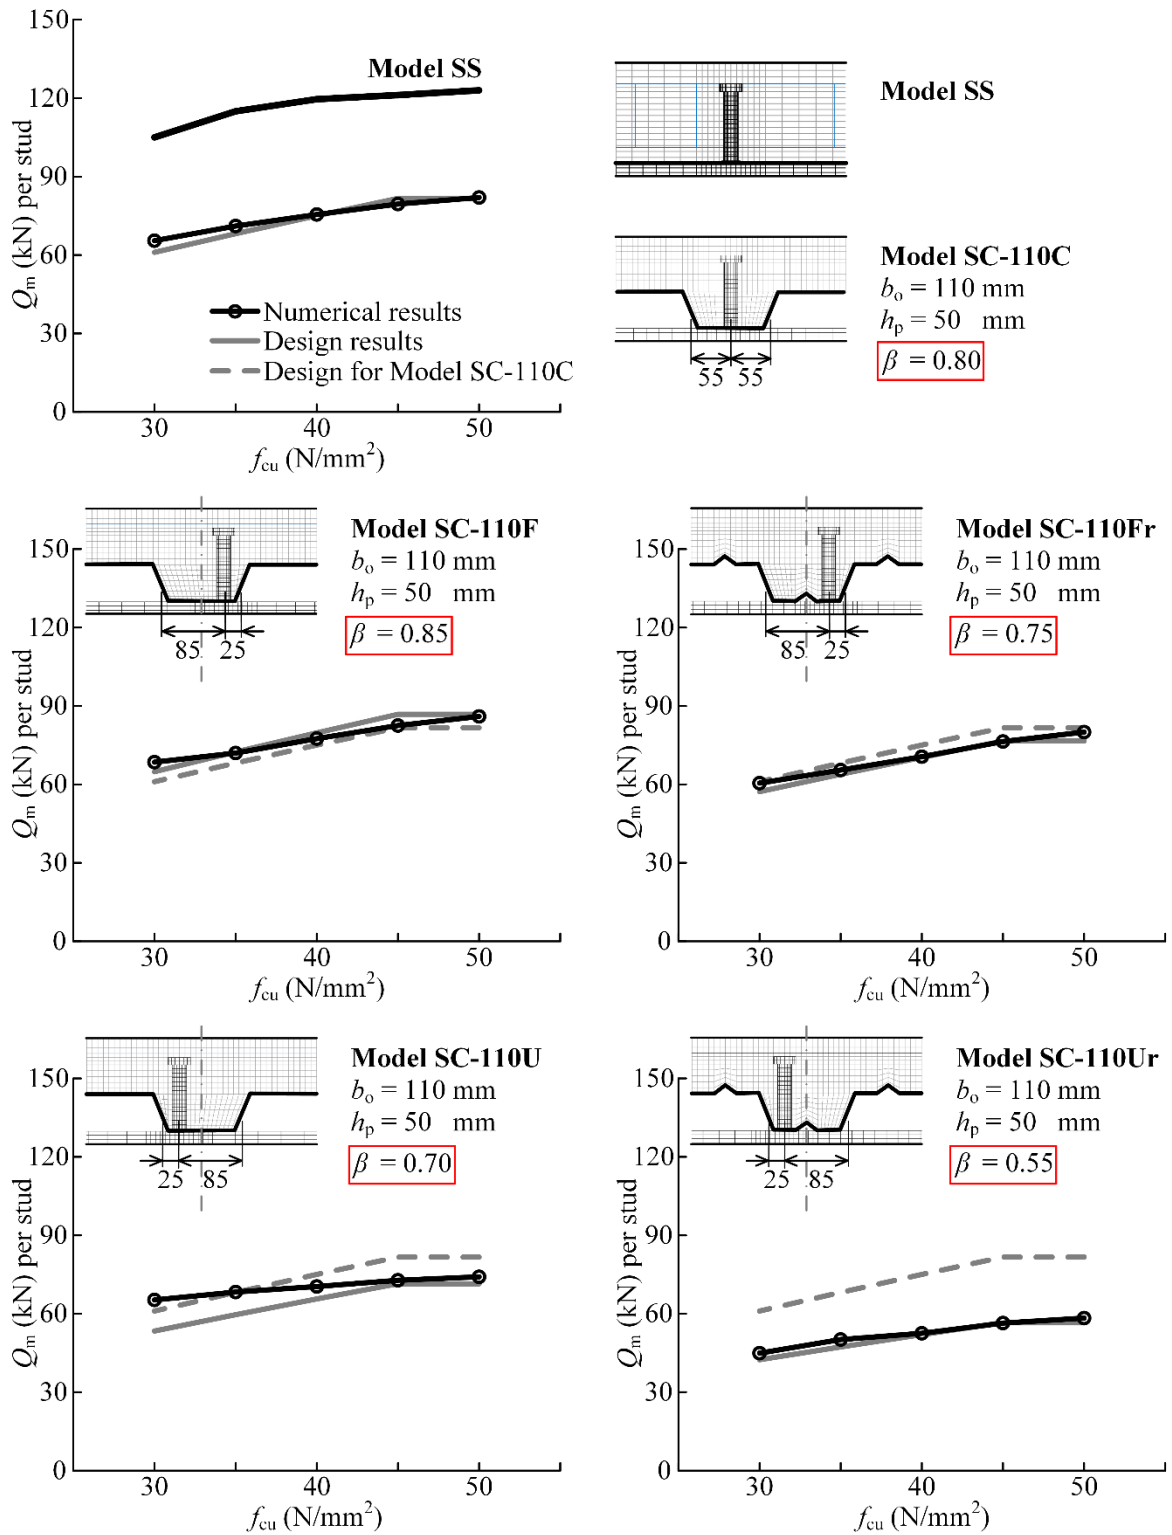 150
120
90
60
30
0
Q_m (kN) per stud
Model SS
Numerical results
Design results
Design for Model SC-110C
30 40 50
f_cu (N/mm²)
Model SS
Model SC-110C
b_o = 110 mm
h_p = 50 mm
β = 0.80
55 55
Model SC-110F
b_o = 110 mm
h_p = 50 mm
β = 0.85
85 25
150
120
90
60
30
0
Q_m (kN) per stud
30 40 50
f_cu (N/mm²)
Model SC-110Fr
b_o = 110 mm
h_p = 50 mm
β = 0.75
85 25
150
120
90
60
30
0
Q_m (kN) per stud
30 40 50
f_cu (N/mm²)
Model SC-110U
b_o = 110 mm
h_p = 50 mm
β = 0.70
25 85
150
120
90
60
30
0
Q_m (kN) per stud
30 40 50
f_cu (N/mm²)
Model SC-110Ur
b_o = 110 mm
h_p = 50 mm
β = 0.55
25 85
150
120
90
60
30
0
Q_m (kN) per stud
30 40 50
f_cu (N/mm²)